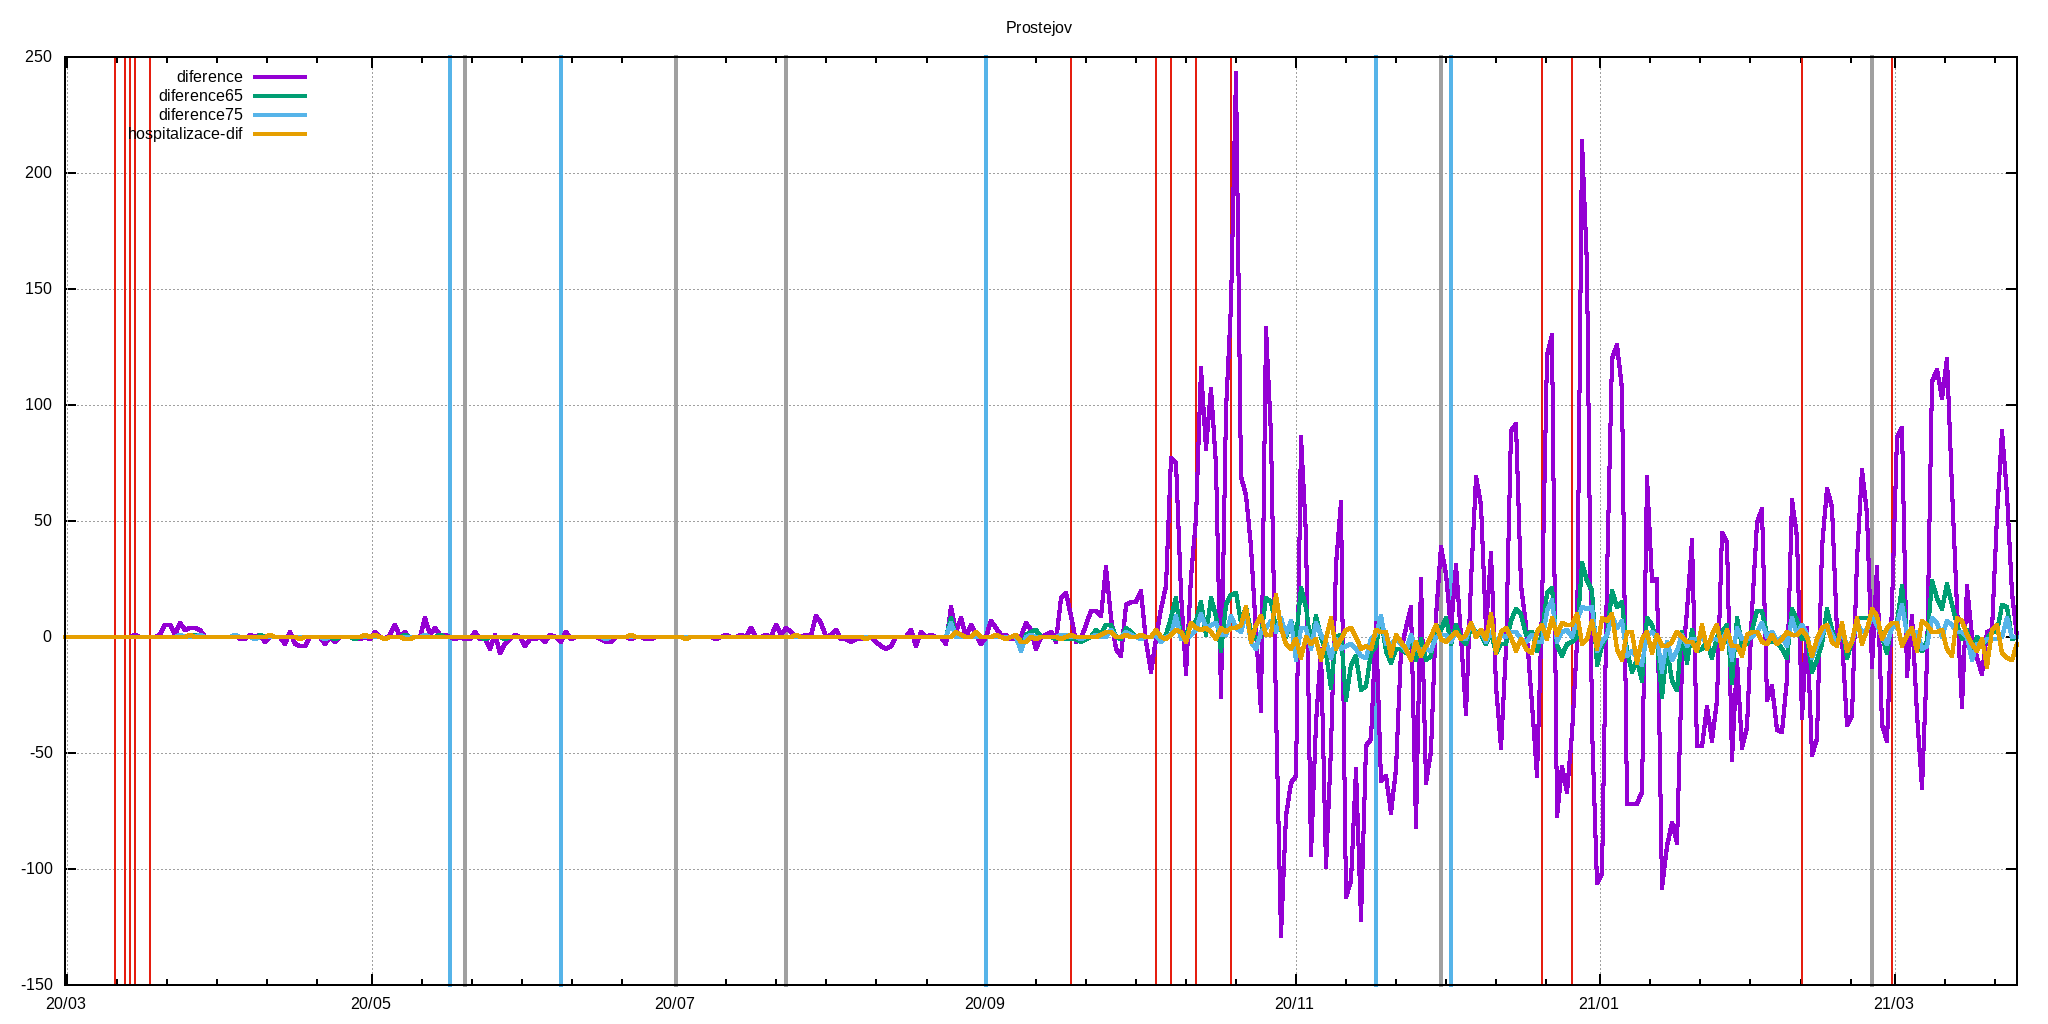 Prostejov
250
diference
diference65
diference75
hospitalizace-dif
200
150
100
50
0
-50
-100
-150
20/03 20/05 20/07 20/09 20/11 21/01 21/03